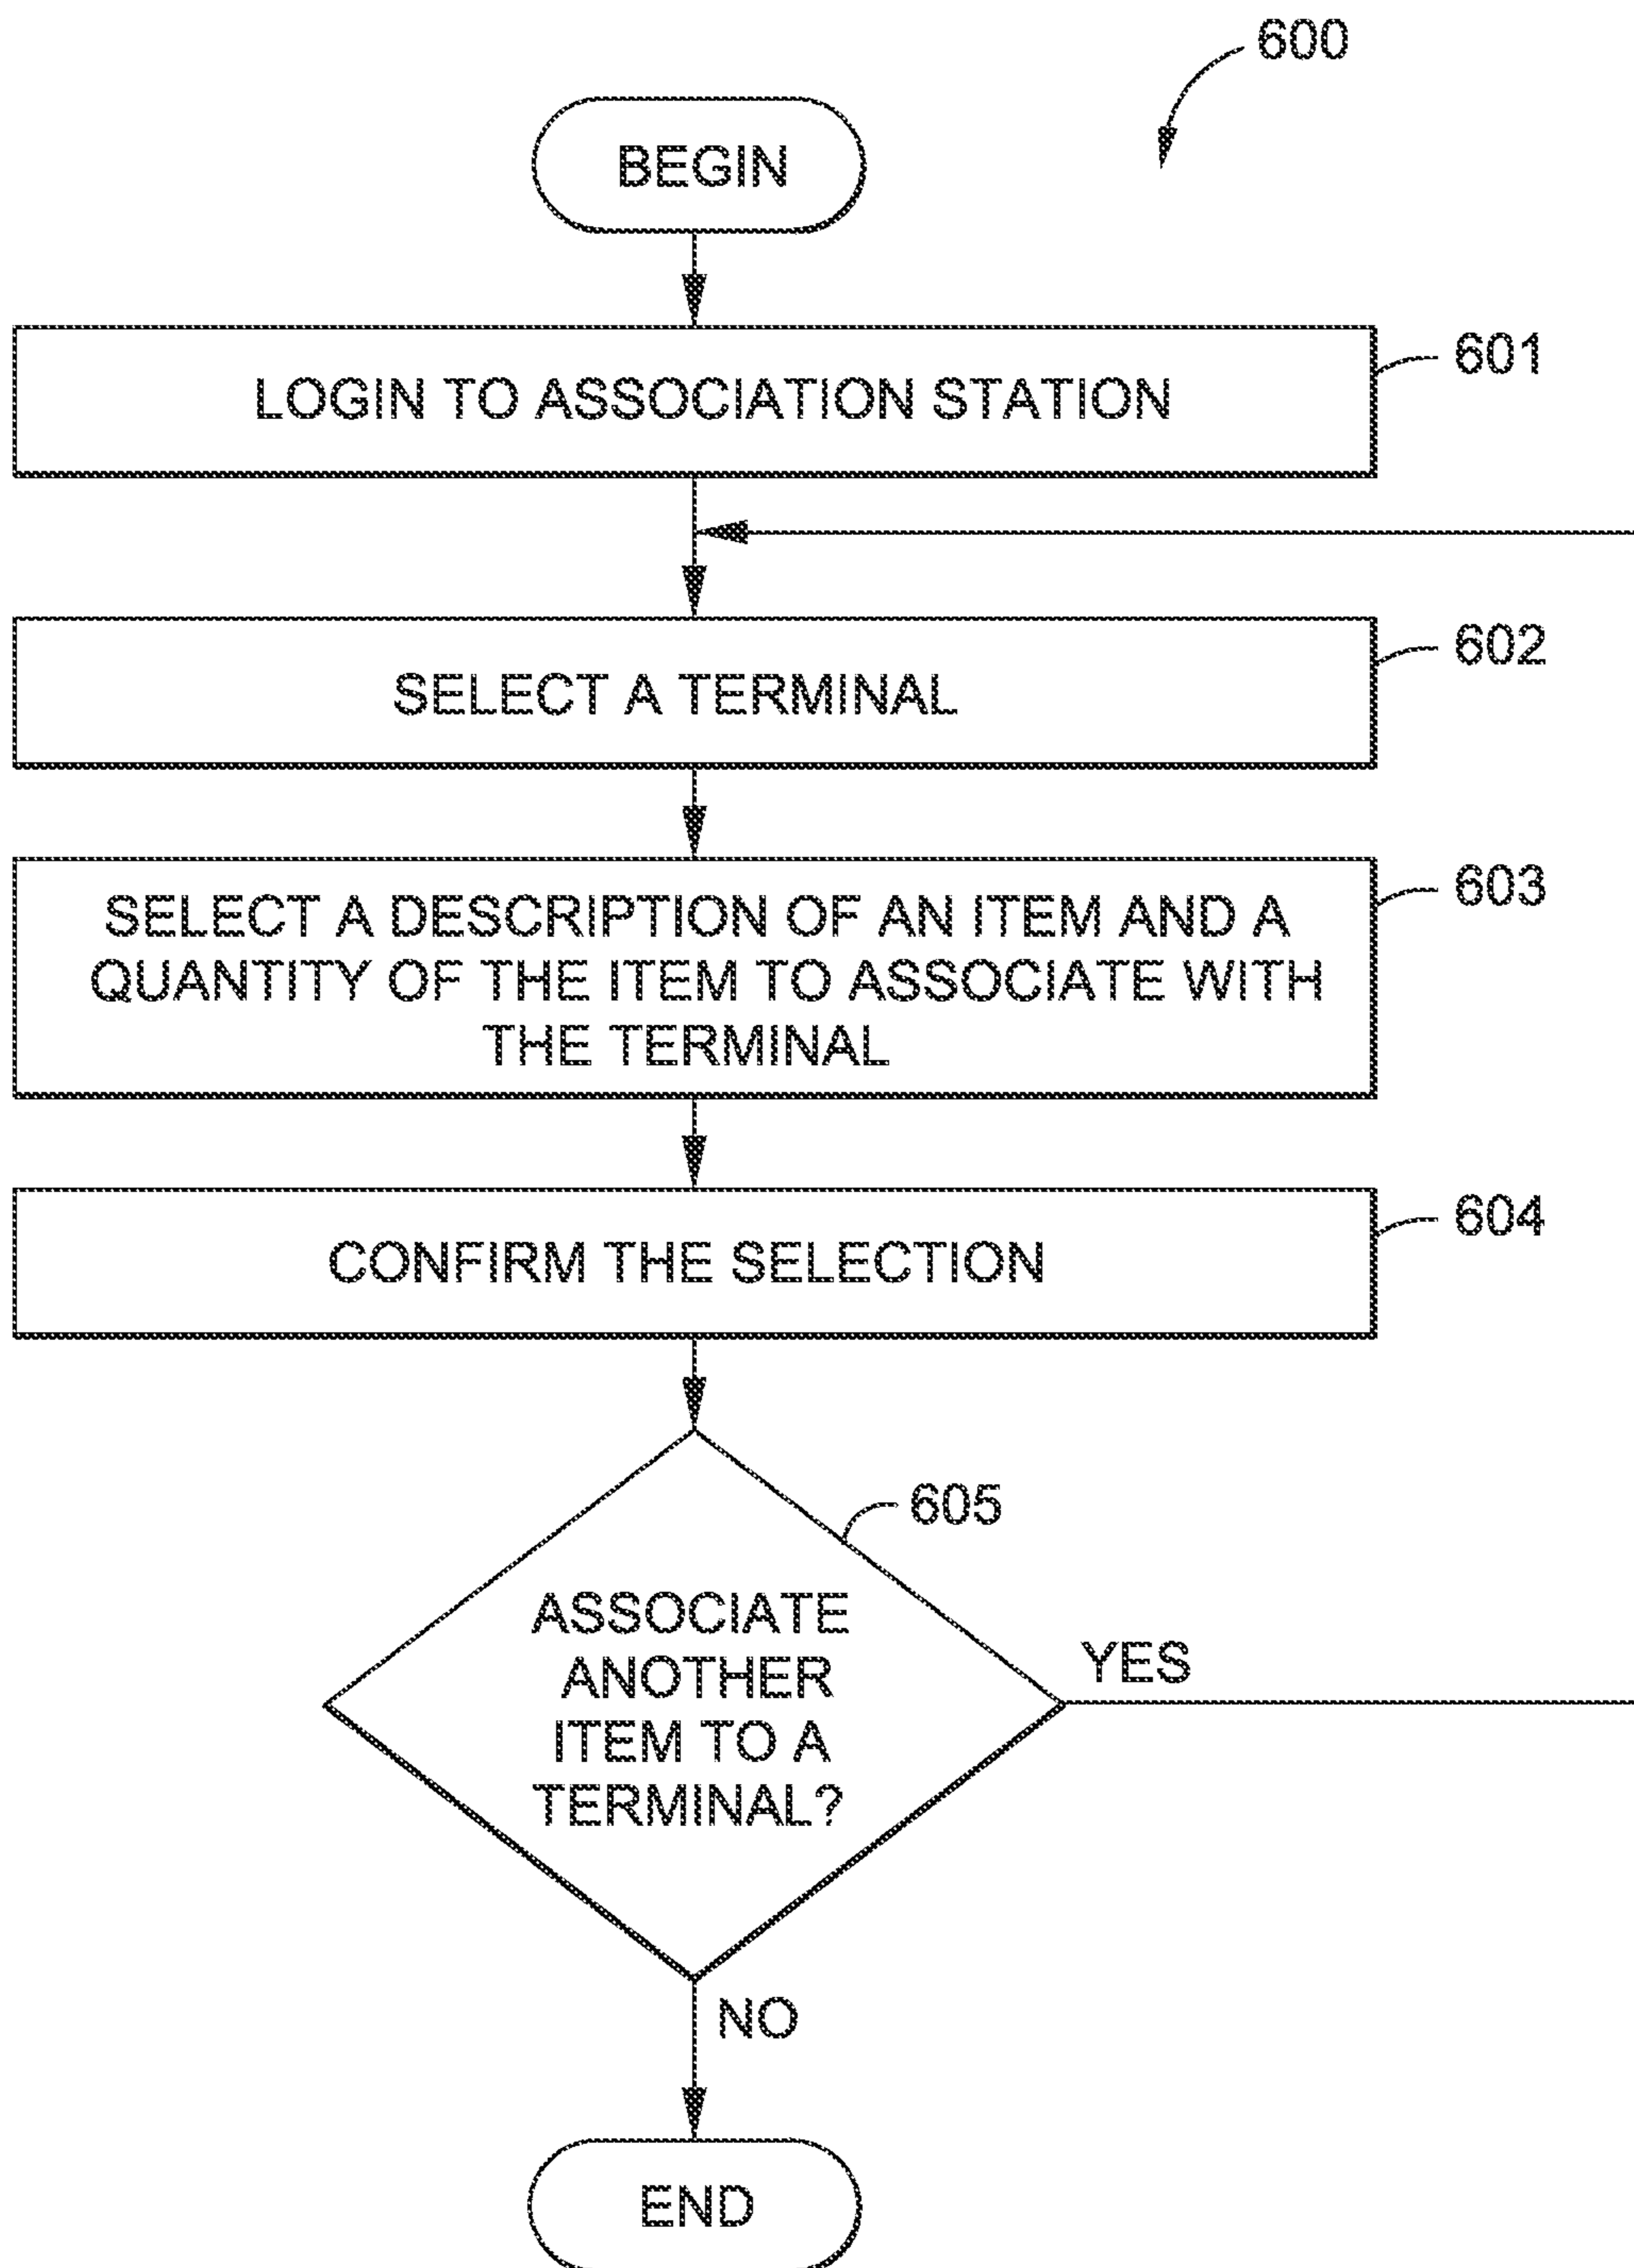 600
BEGIN
601
LOGIN TO ASSOCIATION STATION
602
SELECT A TERMINAL
603
SELECT A DESCRIPTION OF AN ITEM AND A
QUANTITY OF THE ITEM TO ASSOCIATE WITH
THE TERMINAL
604
CONFIRM THE SELECTION
605
ASSOCIATE
ANOTHER
ITEM TO A
TERMINAL?
YES
NO
END